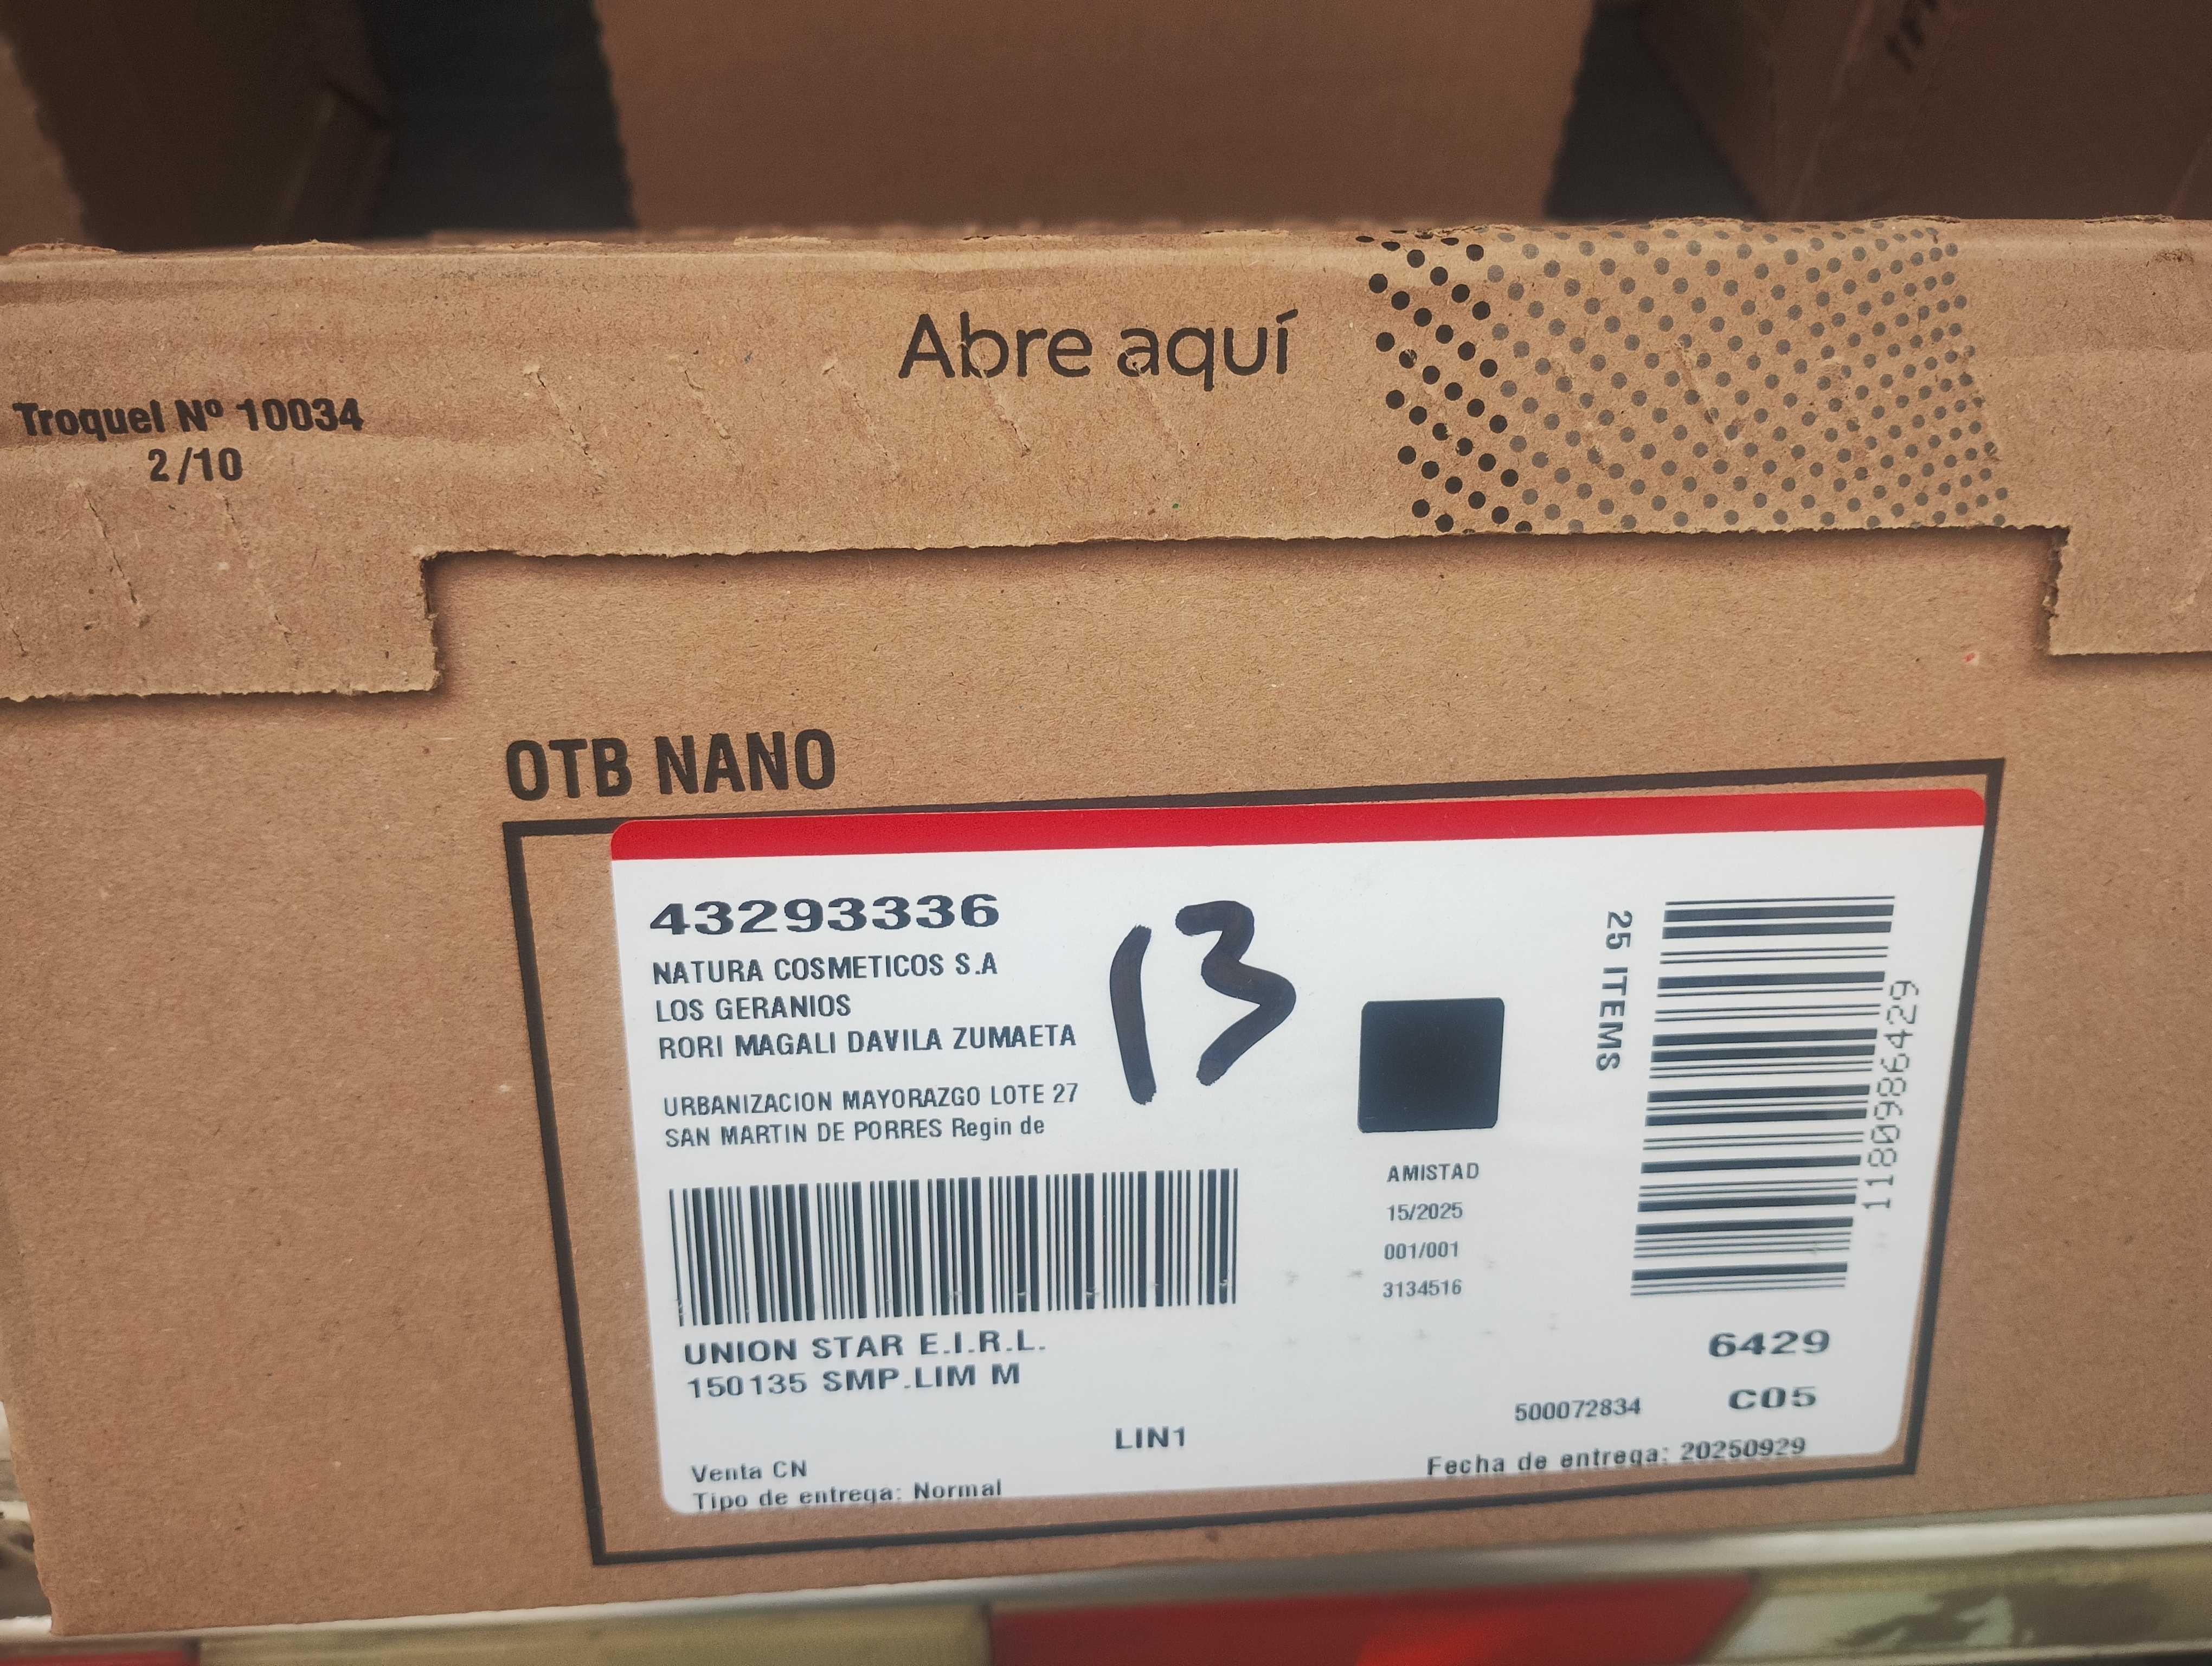 Abre aquí
Troquel Nº 10034
2/10
OTB NANO
43293336
NATURA COSMETICOS S.A
LOS GERANIOS
RORI MAGALI DAVILA ZUMAETA
13
URBANIZACION MAYORAZGO LOTE 27
SAN MARTIN DE PORRES Regin de
25 ITEMS
1180986429
AMISTAD
15/2025
001/001
3134516
UNION STAR E.I.R.L.
150135 SMP.LIM M
6429
C05
500072834
LIN1
Venta CN
Fecha de entrega: 20250929
Tipo de entrega: Normal